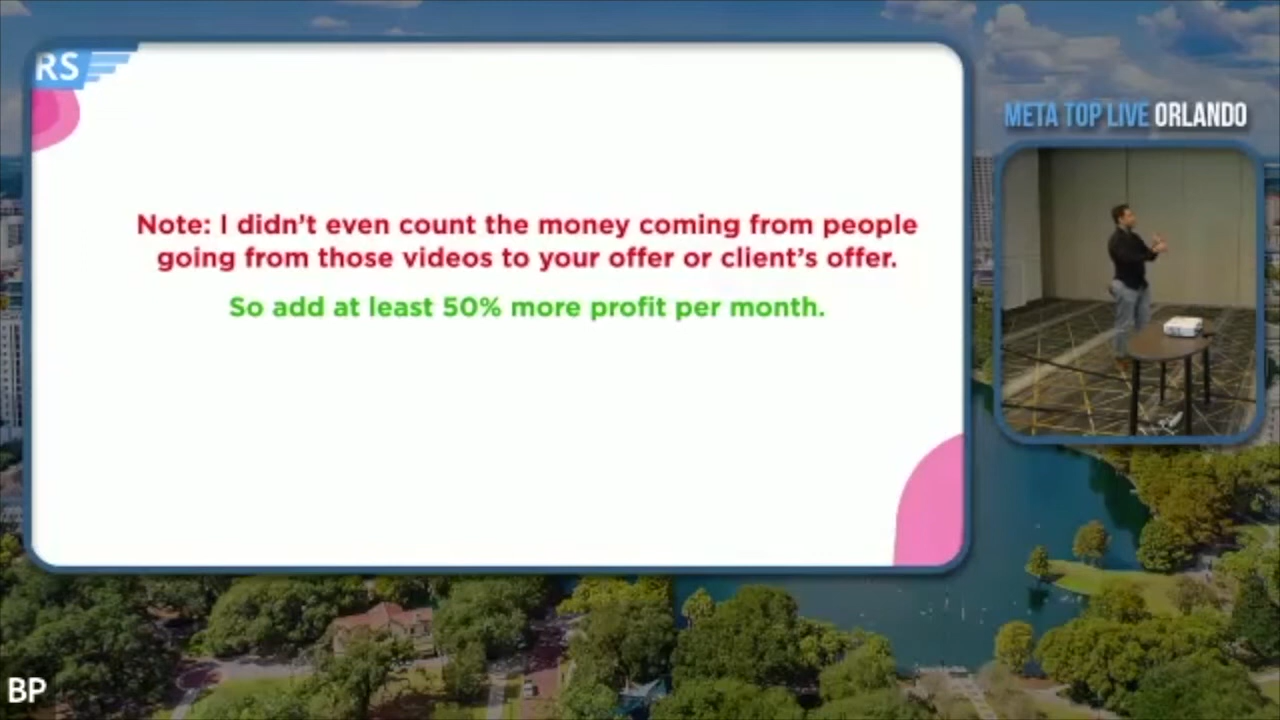 RS
META TOP LIVE ORLANDO
Note: I didn't even count the money coming from people
going from those videos to your offer or client's offer.
So add at least 50% more profit per month.
BP